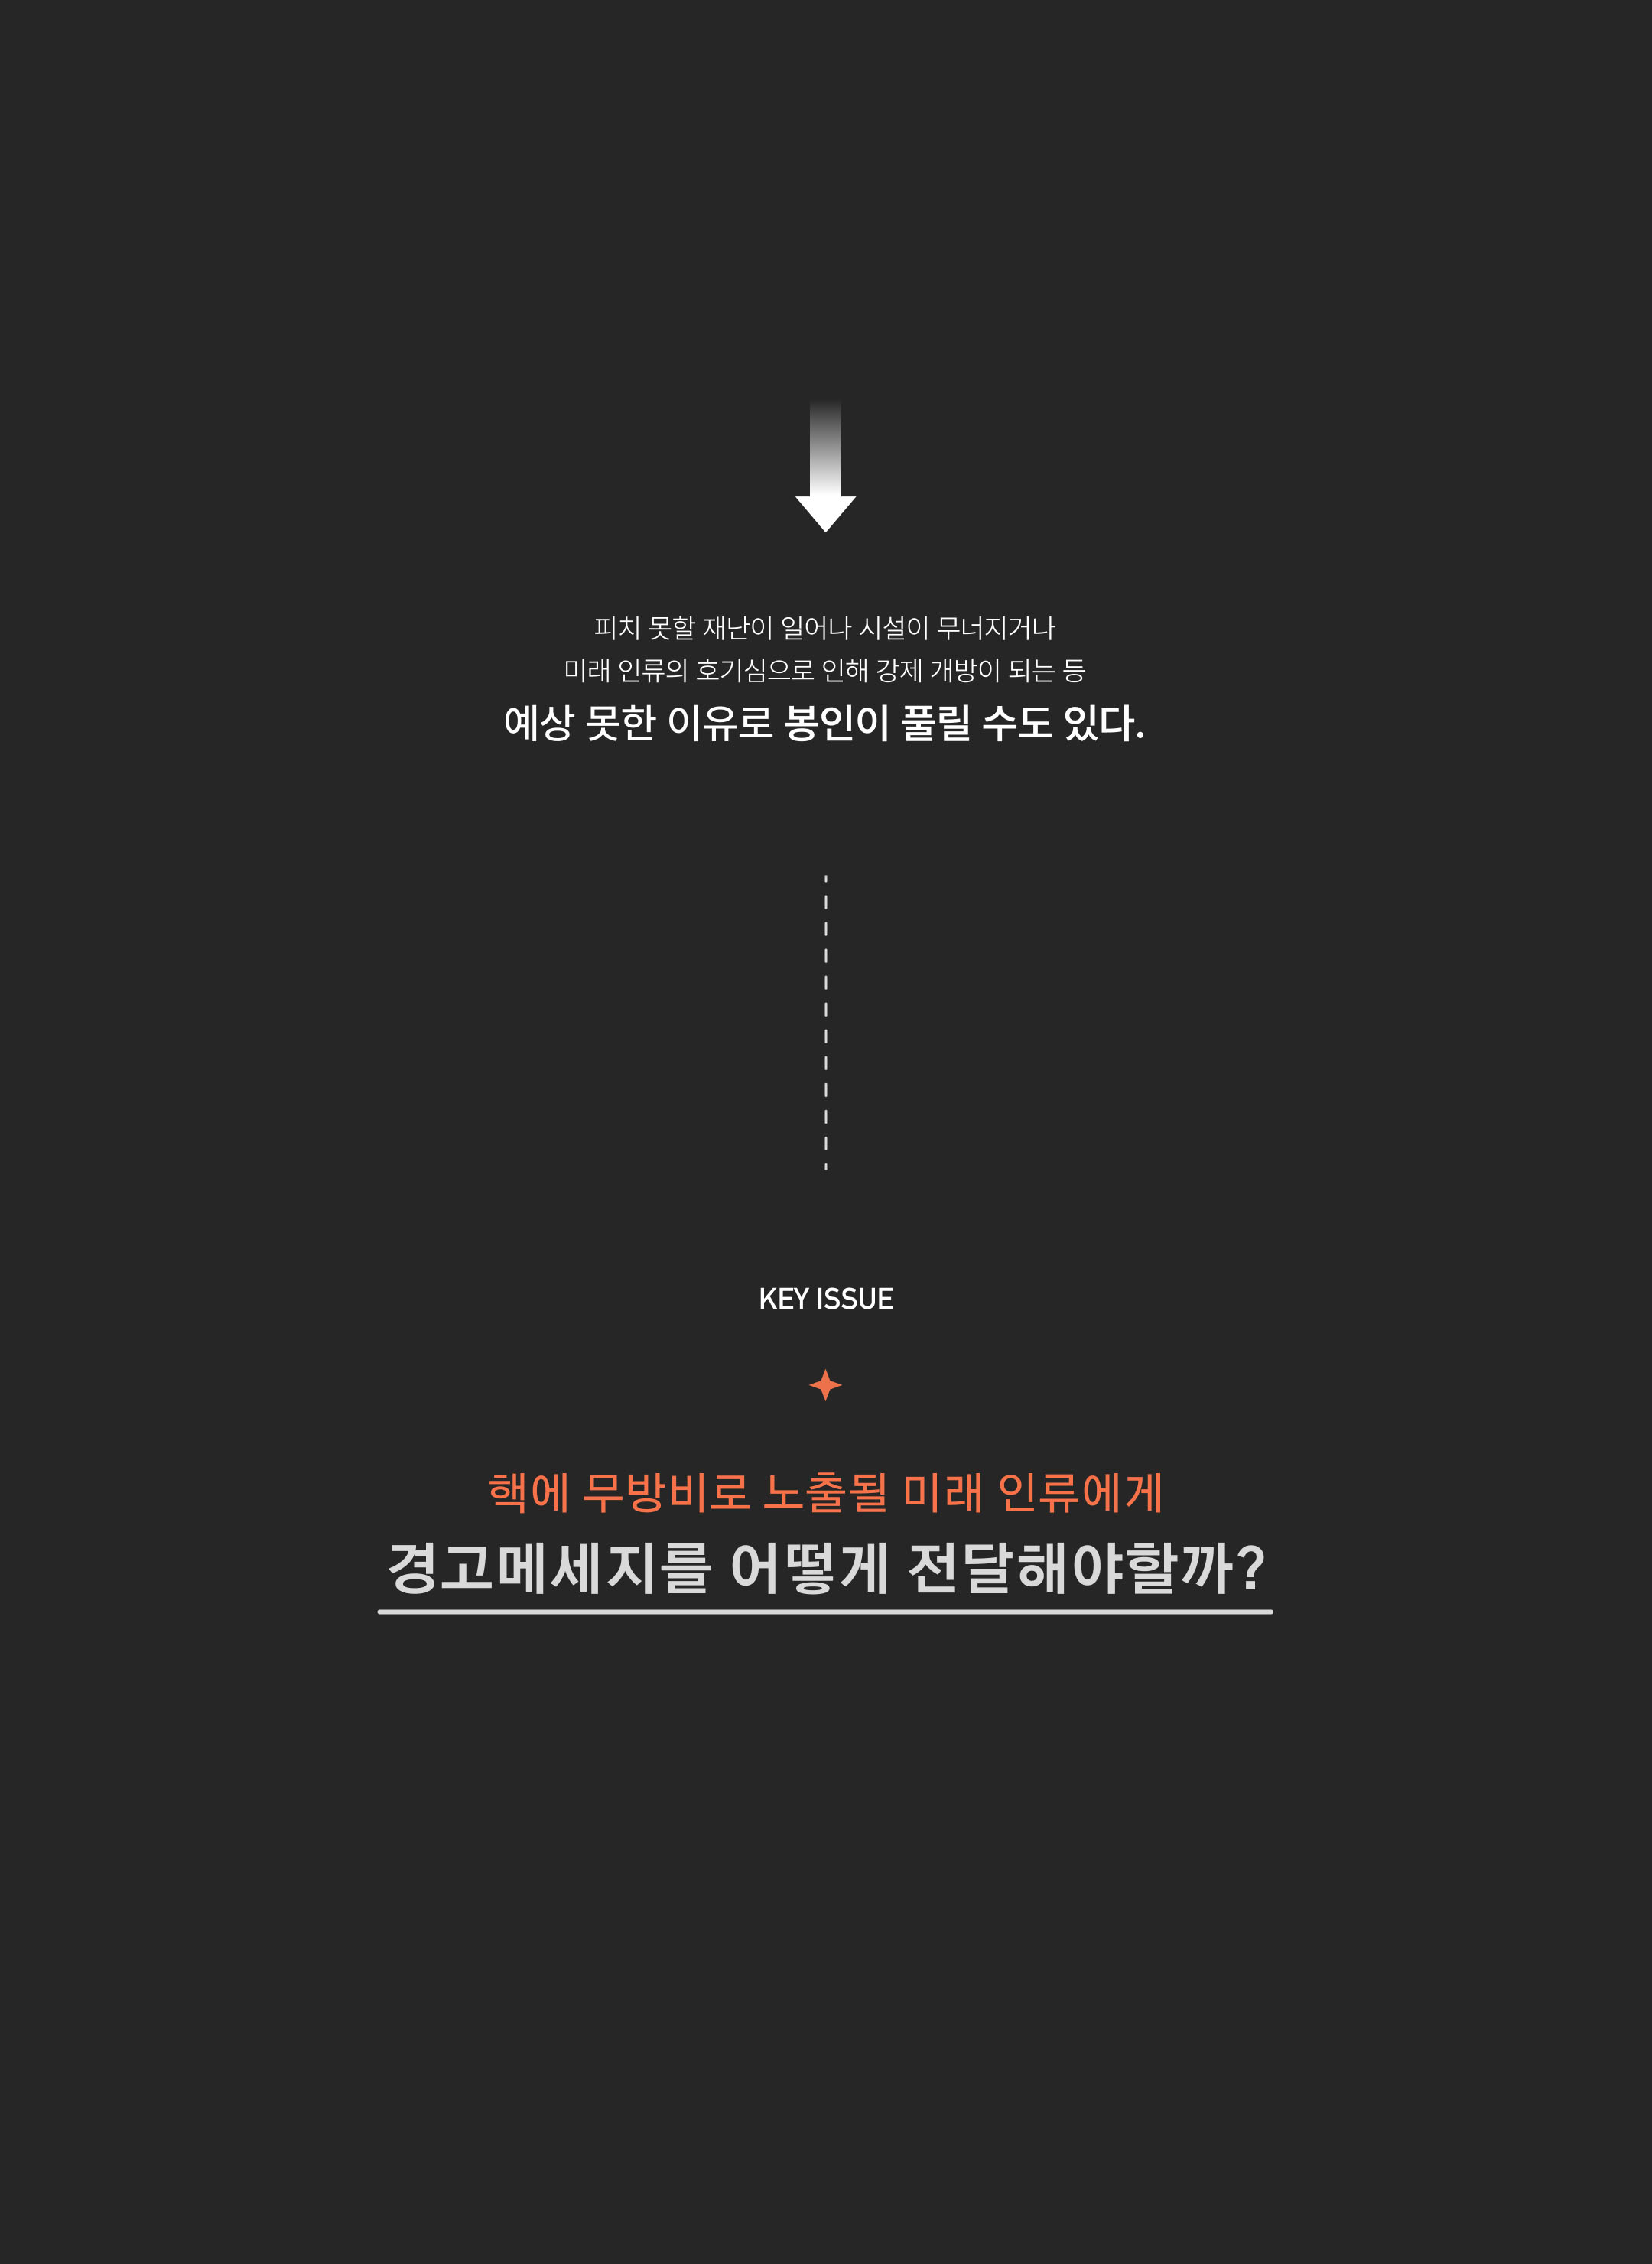 피치 못할 재난이 일어나 시설이 무너지거나
미래 인류의 호기심으로 인해 강제 개방이 되는 등
예상 못한 이유로 봉인이 풀릴 수도 있다.
KEY ISSUE
핵에 무방비로 노출될 미래 인류에게
경고메세지를 어떻게 전달해야할까?